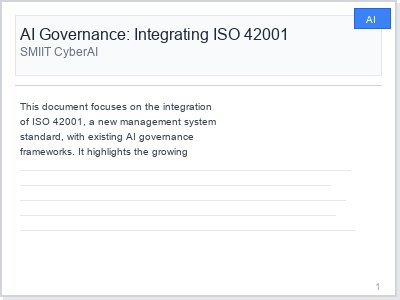 AI
AI Governance: Integrating ISO 42001
SMIIT CyberAI
This document focuses on the integration
of ISO 42001, a new management system
standard, with existing AI governance
frameworks. It highlights the growing
1